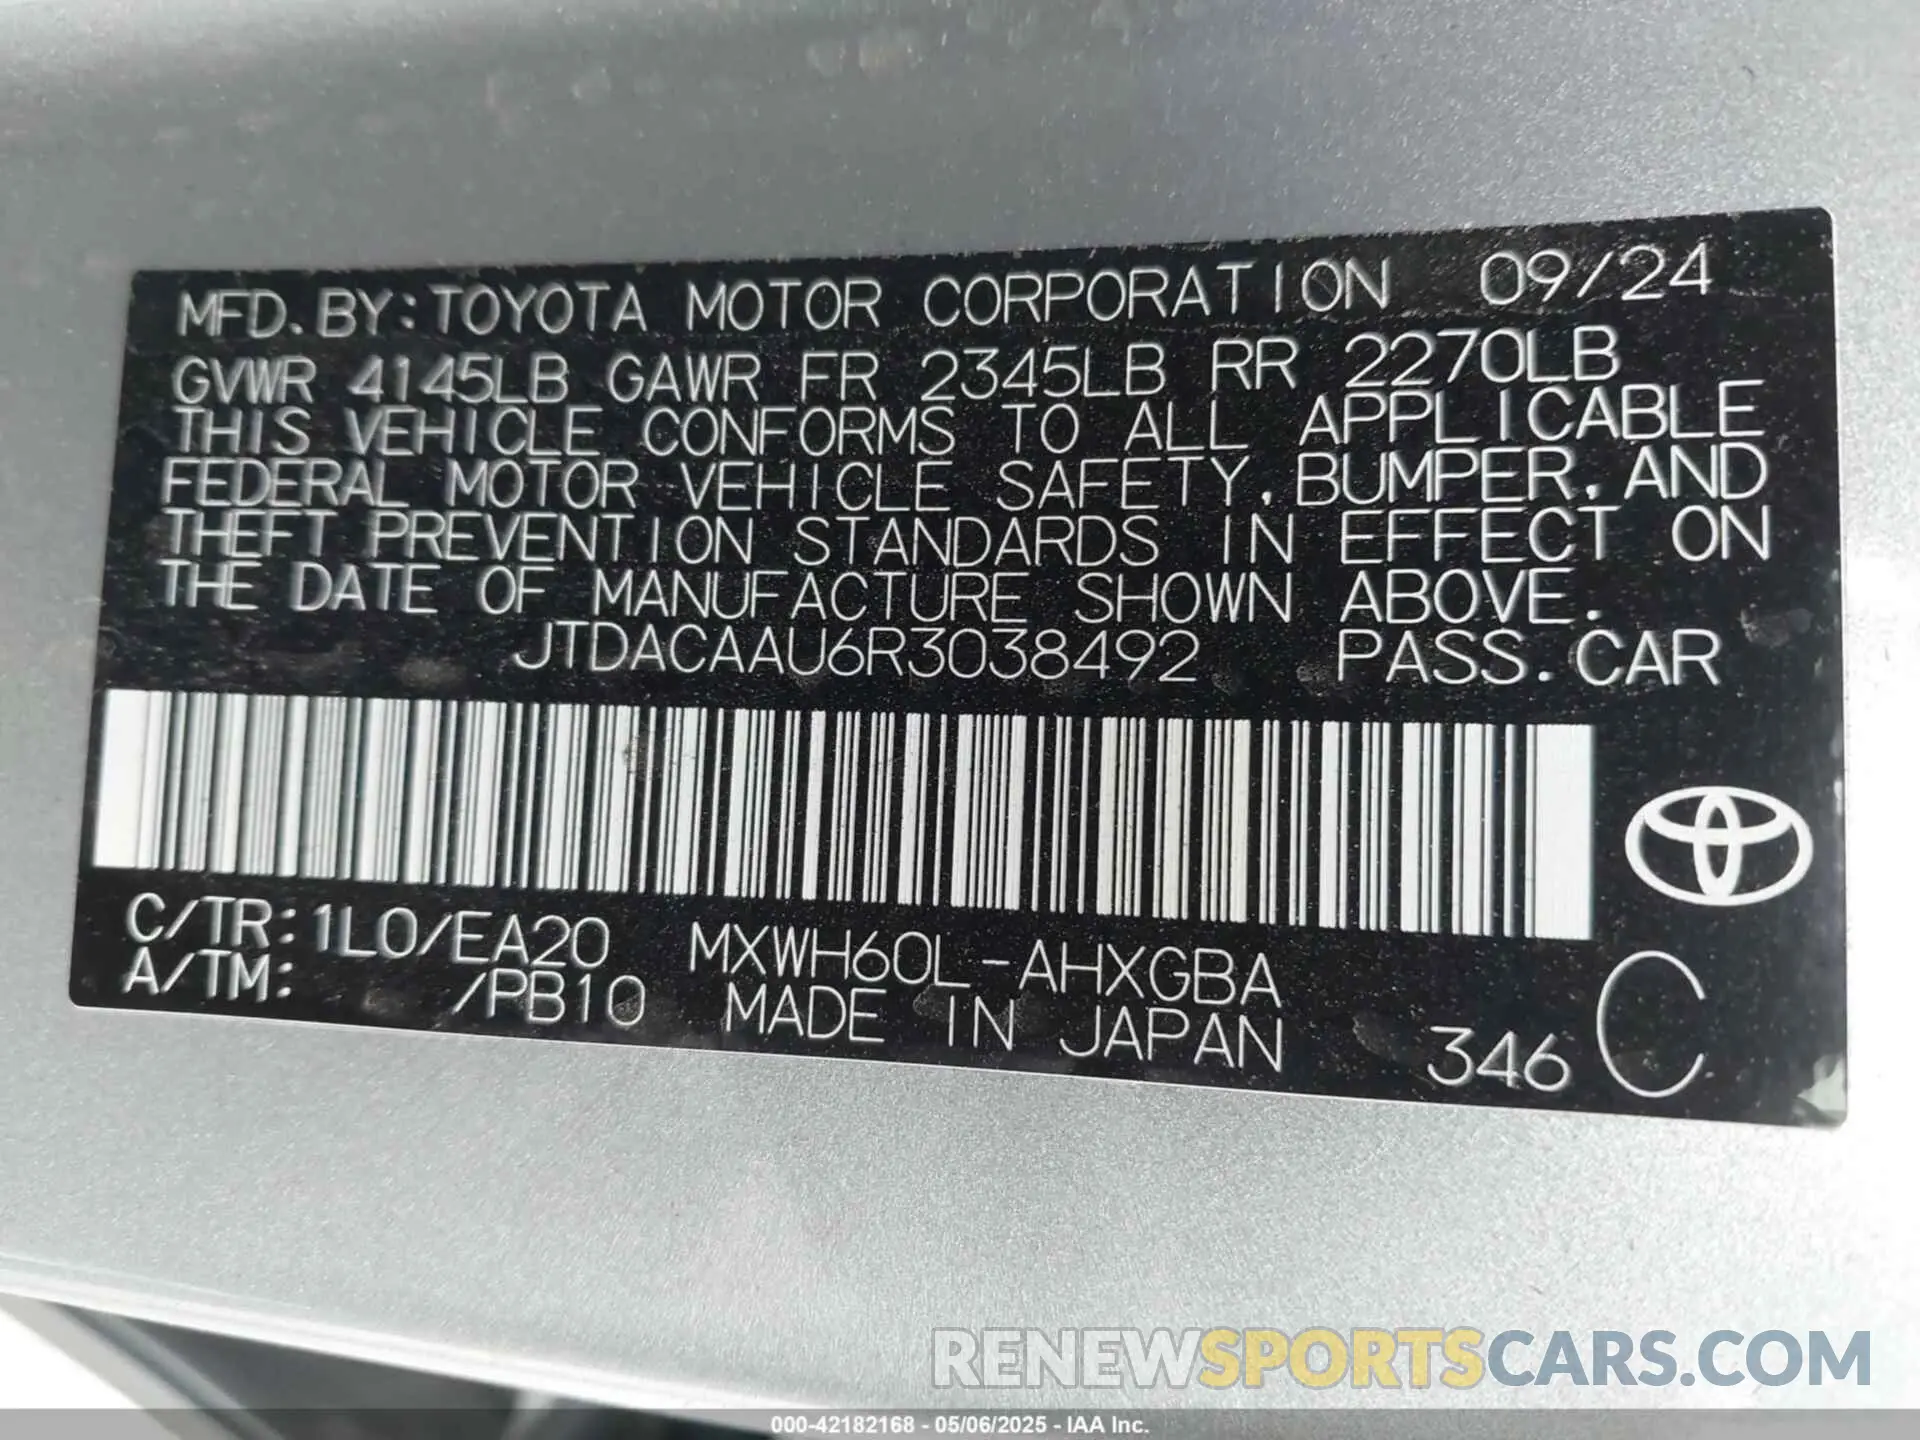 MFD. BY: TOYOTA MOTOR CORPORATION 09/24
GVWR 4145LB GAWR FR 2345LB RR 2270LB
THIS VEHICLE CONFORMS TO ALL APPLICABLE
FEDERAL MOTOR VEHICLE SAFETY, BUMPER, AND
THEFT PREVENTION STANDARDS IN EFFECT ON
THE DATE OF MANUFACTURE SHOWN ABOVE.
JTDACAAU6R3038492 PASS. CAR
C/TR: 1L0/EA20 MXWH60L-AHXGBA
A/TM: /PB10 MADE IN JAPAN 346 C
RENEWSPORTSCARS.COM
000-42182168 - 05/06/2025 - IAA Inc.